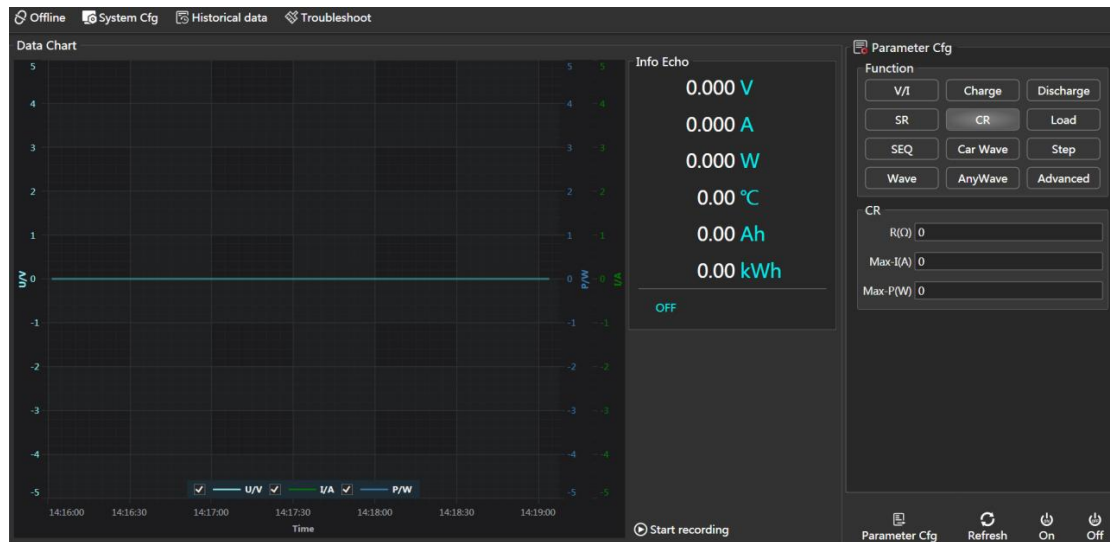 Offline System Cfg Historical data Troubleshoot
Data Chart
5 5 5
4 4 4
3 3 3
2 2 2
1 1 1
U/V 0 0 P/W 0 I/A
-1 -1 -1
-2 -2 -2
-3 -3 -3
-4 -4 -4
-5 -5 -5
U/V I/A P/W
14:16:00 14:16:30 14:17:00 14:17:30 14:18:00 14:18:30 14:19:00
Time
Info Echo
0.000 V
0.000 A
0.000 W
0.00 ℃
0.00 Ah
0.00 kWh
OFF
Start recording
Parameter Cfg
Function
V/I Charge Discharge
SR CR Load
SEQ Car Wave Step
Wave AnyWave Advanced
CR
R(Ω) 0
Max-I(A) 0
Max-P(W) 0
Parameter Cfg Refresh On Off